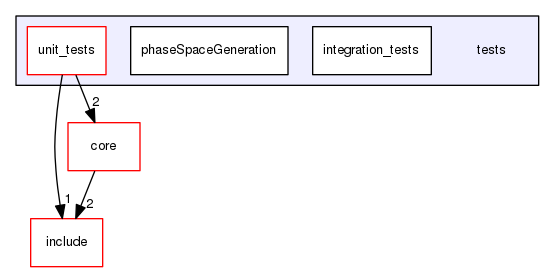 unit_tests
phaseSpaceGeneration
integration_tests
tests
2
core
1
2
include